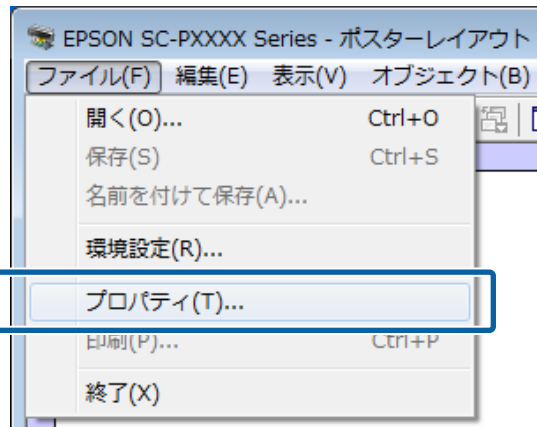 EPSON SC-PXXXX Series - ポスターレイアウト
ファイル(F) 編集(E) 表示(V) オブジェクト(B)
開く(O)... Ctrl+O
保存(S) Ctrl+S
名前を付けて保存(A)...
環境設定(R)...
プロパティ(T)...
印刷(P)... Ctrl+P
終了(X)